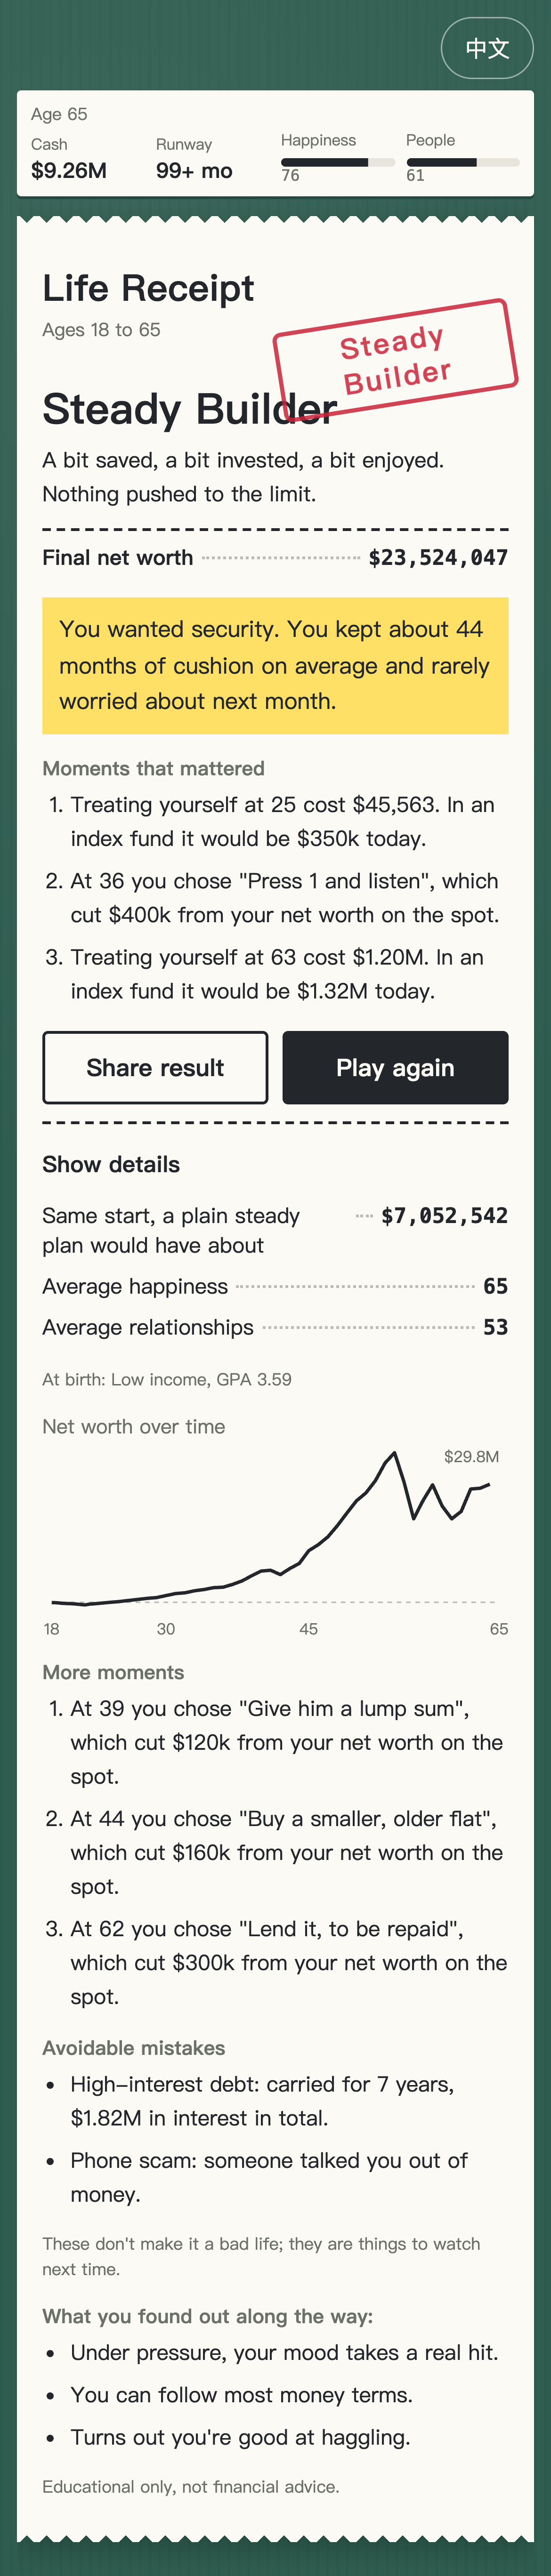 中文
Age 65
Cash
$9.26M
Runway
99+ mo
Happiness
76
People
61
Life Receipt
Ages 18 to 65
Steady
Builder
Steady Builder
A bit saved, a bit invested, a bit enjoyed.
Nothing pushed to the limit.
Final net worth $23,524,047
You wanted security. You kept about 44
months of cushion on average and rarely
worried about next month.
Moments that mattered
1. Treating yourself at 25 cost $45,563. In an
index fund it would be $350k today.
2. At 36 you chose "Press 1 and listen", which
cut $400k from your net worth on the spot.
3. Treating yourself at 63 cost $1.20M. In an
index fund it would be $1.32M today.
Share result
Play again
Show details
Same start, a plain steady
plan would have about
$7,052,542
Average happiness 65
Average relationships 53
At birth: Low income, GPA 3.59
Net worth over time
$29.8M
18 30 45 65
More moments
1. At 39 you chose "Give him a lump sum",
which cut $120k from your net worth on the
spot.
2. At 44 you chose "Buy a smaller, older flat",
which cut $160k from your net worth on the
spot.
3. At 62 you chose "Lend it, to be repaid",
which cut $300k from your net worth on the
spot.
Avoidable mistakes
• High-interest debt: carried for 7 years,
$1.82M in interest in total.
• Phone scam: someone talked you out of
money.
These don't make it a bad life; they are things to watch
next time.
What you found out along the way:
• Under pressure, your mood takes a real hit.
• You can follow most money terms.
• Turns out you're good at haggling.
Educational only, not financial advice.